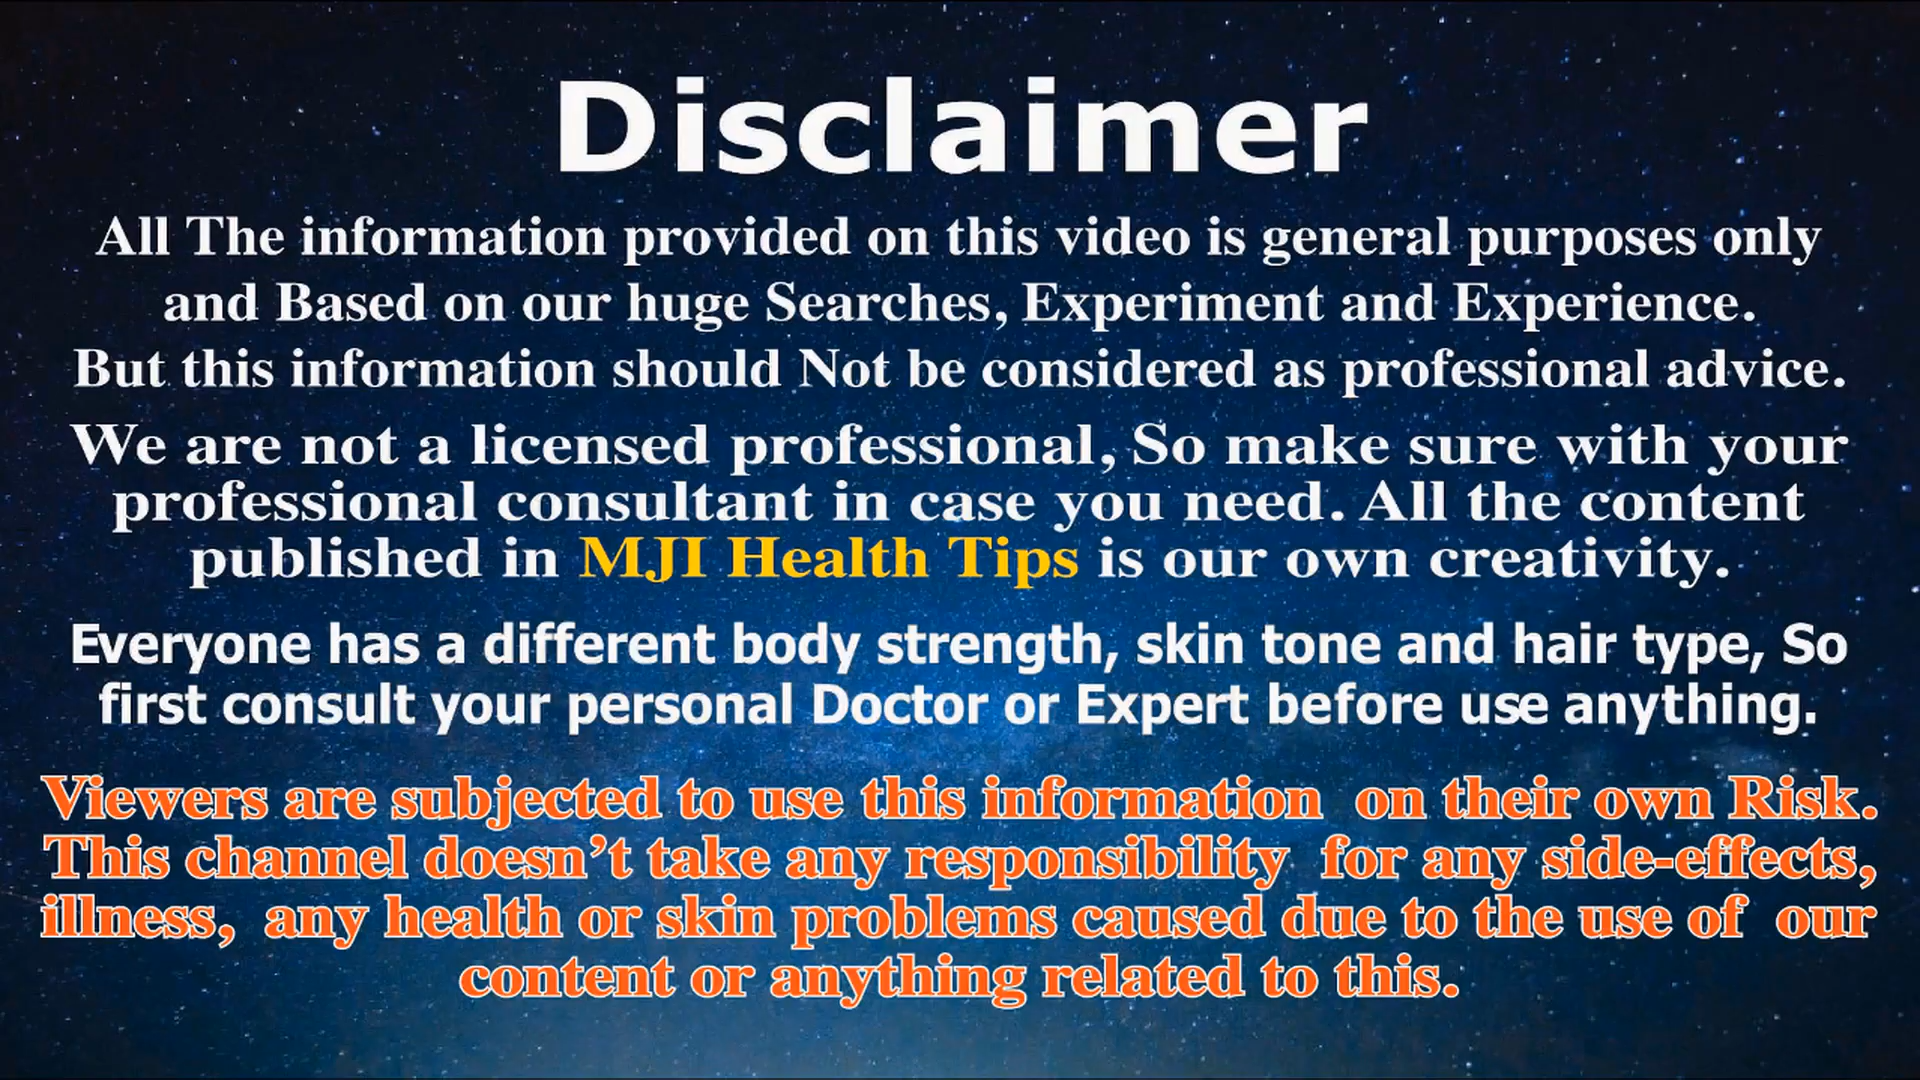 Disclaimer
All The information provided on this video is general purposes only
and Based on our huge Searches, Experiment and Experience.
But this information should Not be considered as professional advice.
We are not a licensed professional, So make sure with your
professional consultant in case you need. All the content
published in MJI Health Tips is our own creativity.
Everyone has a different body strength, skin tone and hair type, So
first consult your personal Doctor or Expert before use anything.
Viewers are subjected to use this information on their own Risk.
This channel doesn’t take any responsibility for any side-effects,
illness, any health or skin problems caused due to the use of our
content or anything related to this.